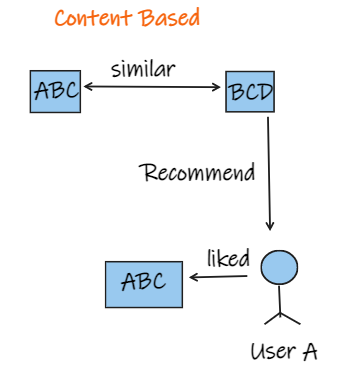 Content Based
similar
ABC
BCD
Recommend
liked
ABC
User A